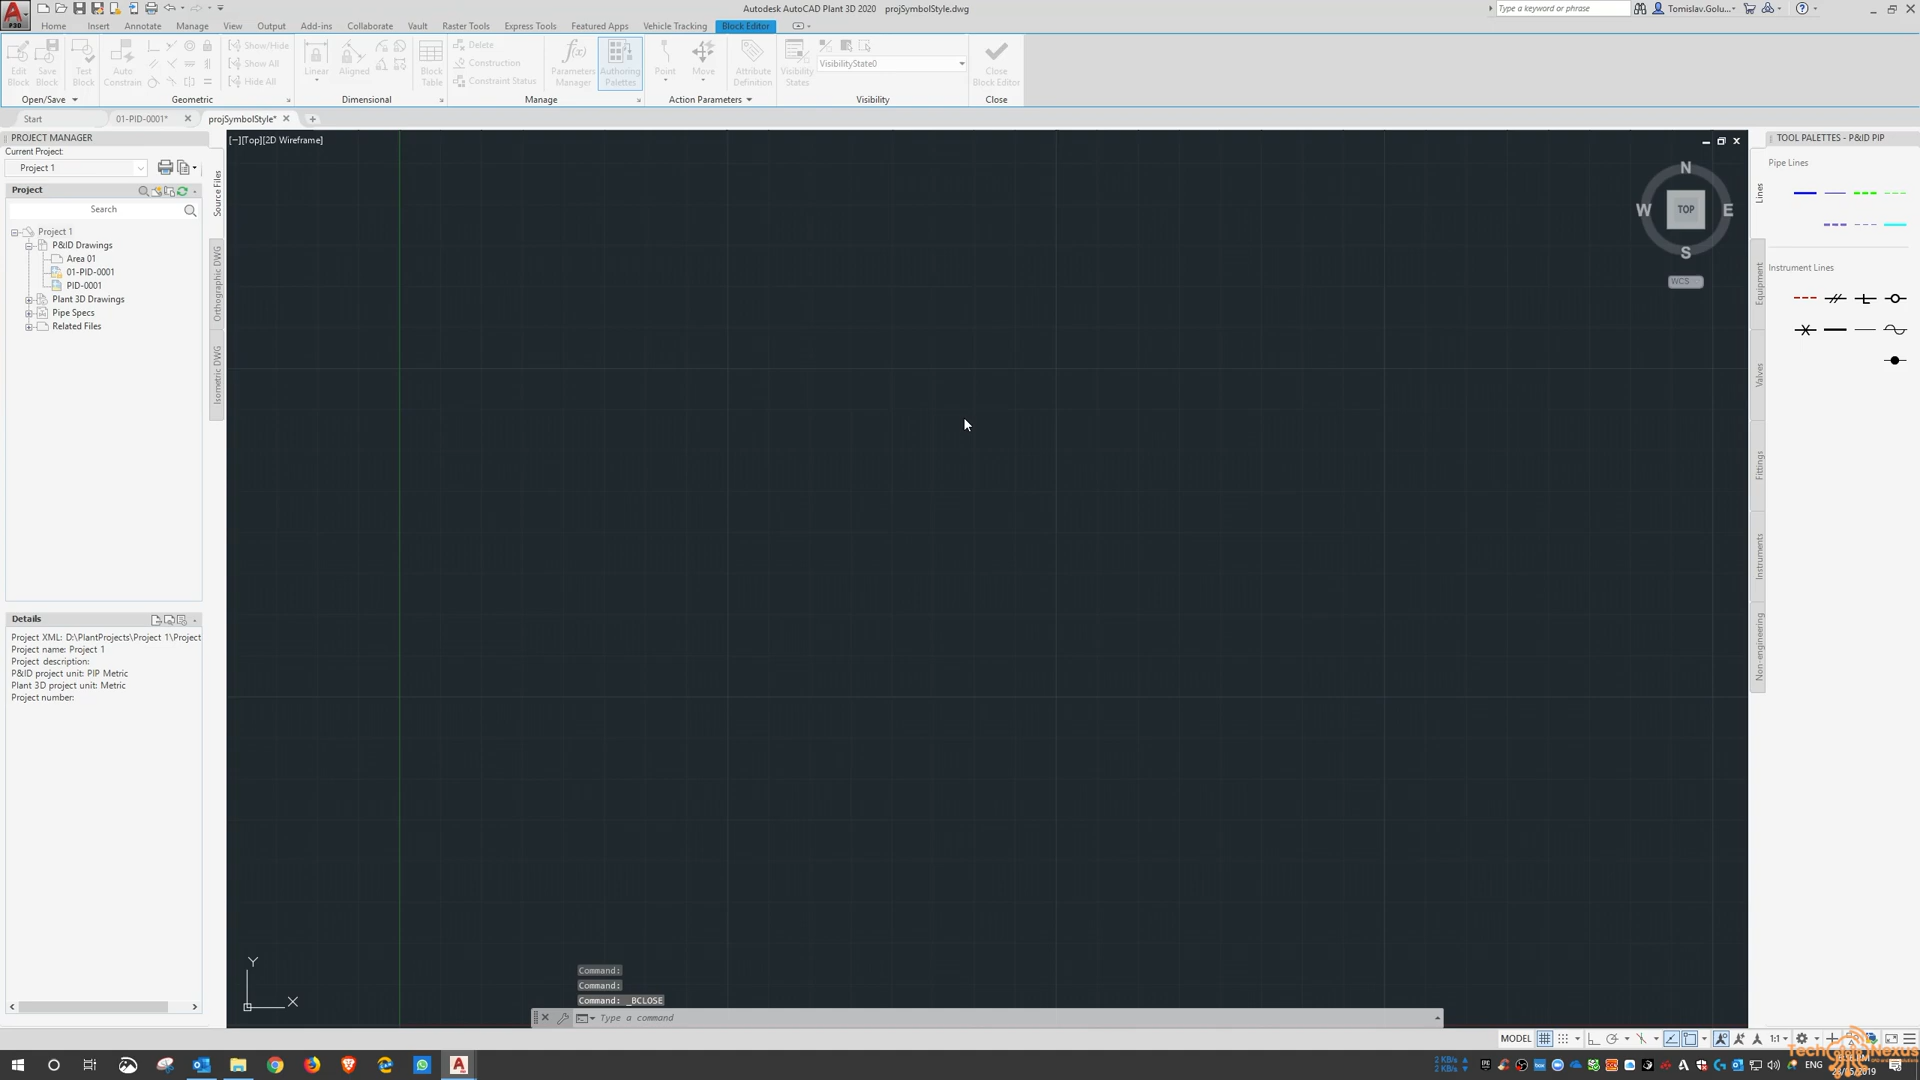 Autodesk AutoCAD Plant 3D 2020 projSymbolStyle.dwg
Type a keyword or phrase
Tomislav.Golu...
Home Insert Annotate Manage View Output Add-ins Collaborate Vault Raster Tools Express Tools Featured Apps Vehicle Tracking Block Editor
Edit Block
Save Block
Test Block
Auto Constrain
Show/Hide
Show All
Hide All
Linear
Aligned
Block Table
Delete
Construction
Constraint Status
Parameters Manager
Authoring Palettes
Point
Move
Attribute Definition
Visibility States
VisibilityState0
Close Block Editor
Open/Save Geometric Dimensional Manage Action Parameters Visibility Close
Start 01-PID-0001* projSymbolStyle*
PROJECT MANAGER
Current Project:
Project 1
Project
Search
Project 1
P&ID Drawings
Area 01
01-PID-0001
PID-0001
Plant 3D Drawings
Pipe Specs
Related Files
Source Files
Orthographic DWG
Isometric DWG
Details
Project XML: D:\PlantProjects\Project 1\Project
Project name: Project 1
Project description:
P&ID project unit: PIP Metric
Plant 3D project unit: Metric
Project number:
[−][Top][2D Wireframe]
N
W TOP E
S
WCS
TOOL PALETTES - P&ID PIP
Pipe Lines
Instrument Lines
Lines
Equipment
Valves
Fittings
Instruments
Non-engineering
Y
X
Command:
Command:
Command: _BCLOSE
Type a command
MODEL
1:1
2 KB/s
2 KB/s
ENG
28/05/2019